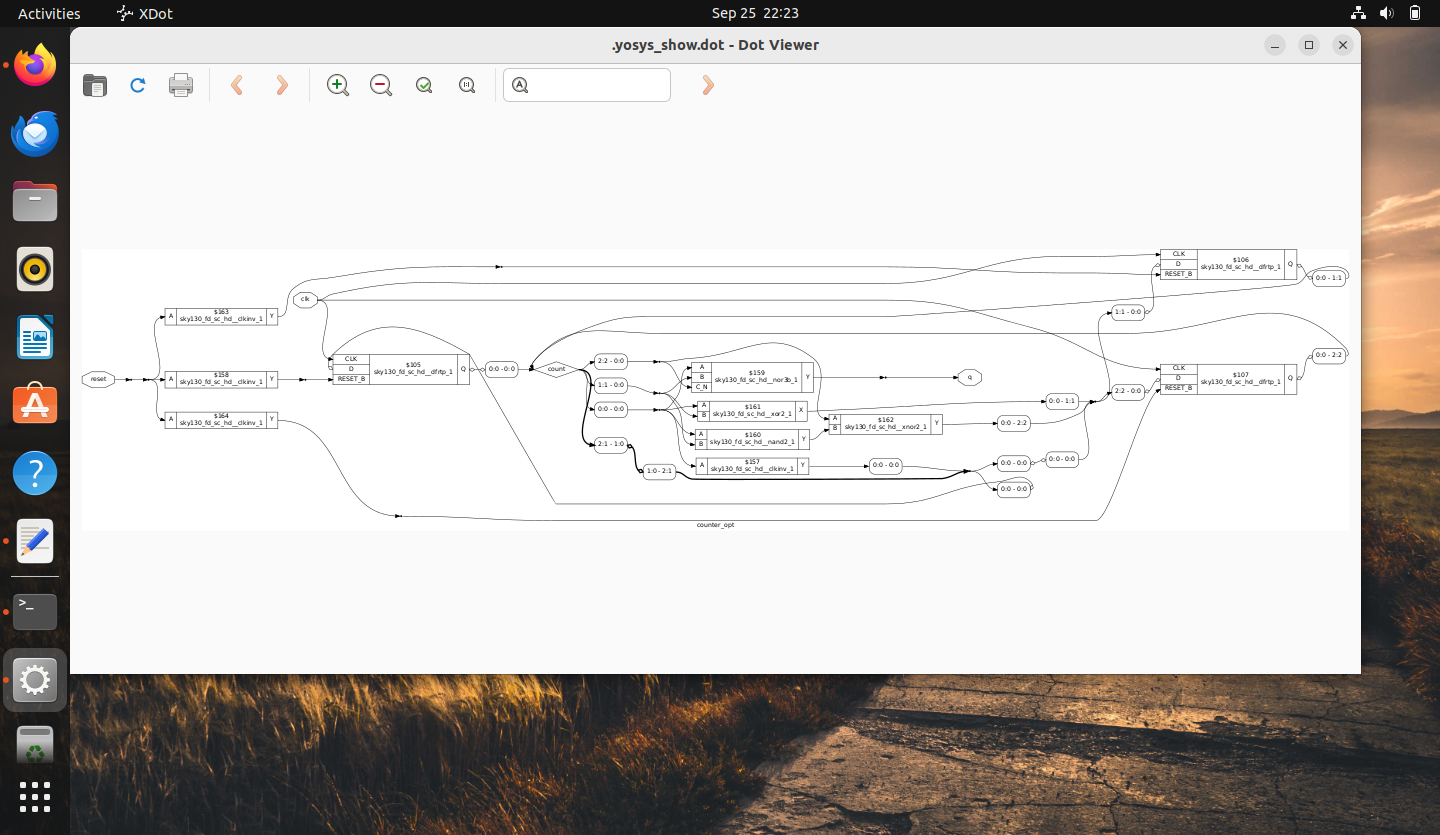 Activities
XDot
Sep 25 22:23
.yosys_show.dot - Dot Viewer
$106
sky130_fd_sc_hd__dfrtp_1
CLK
D
RESET_B
Q
0:0 - 1:1
clk
1:1 - 0:0
A
$163
sky130_fd_sc_hd__clkinv_1
Y
reset
A
$158
sky130_fd_sc_hd__clkinv_1
Y
A
$164
sky130_fd_sc_hd__clkinv_1
Y
CLK
D
RESET_B
$105
sky130_fd_sc_hd__dfrtp_1
Q
0:0 - 0:0
count
2:2 - 0:0
1:1 - 0:0
0:0 - 0:0
2:1 - 1:0
1:0 - 2:1
A
B
C_N
$159
sky130_fd_sc_hd__nor3b_1
Y
q
A
B
$161
sky130_fd_sc_hd__xor2_1
X
A
B
$160
sky130_fd_sc_hd__nand2_1
Y
A
$157
sky130_fd_sc_hd__clkinv_1
Y
0:0 - 0:0
A
B
$162
sky130_fd_sc_hd__xnor2_1
Y
0:0 - 2:2
0:0 - 1:1
0:0 - 0:0
0:0 - 0:0
0:0 - 0:0
2:2 - 0:0
CLK
D
RESET_B
$107
sky130_fd_sc_hd__dfrtp_1
Q
0:0 - 2:2
counter_opt